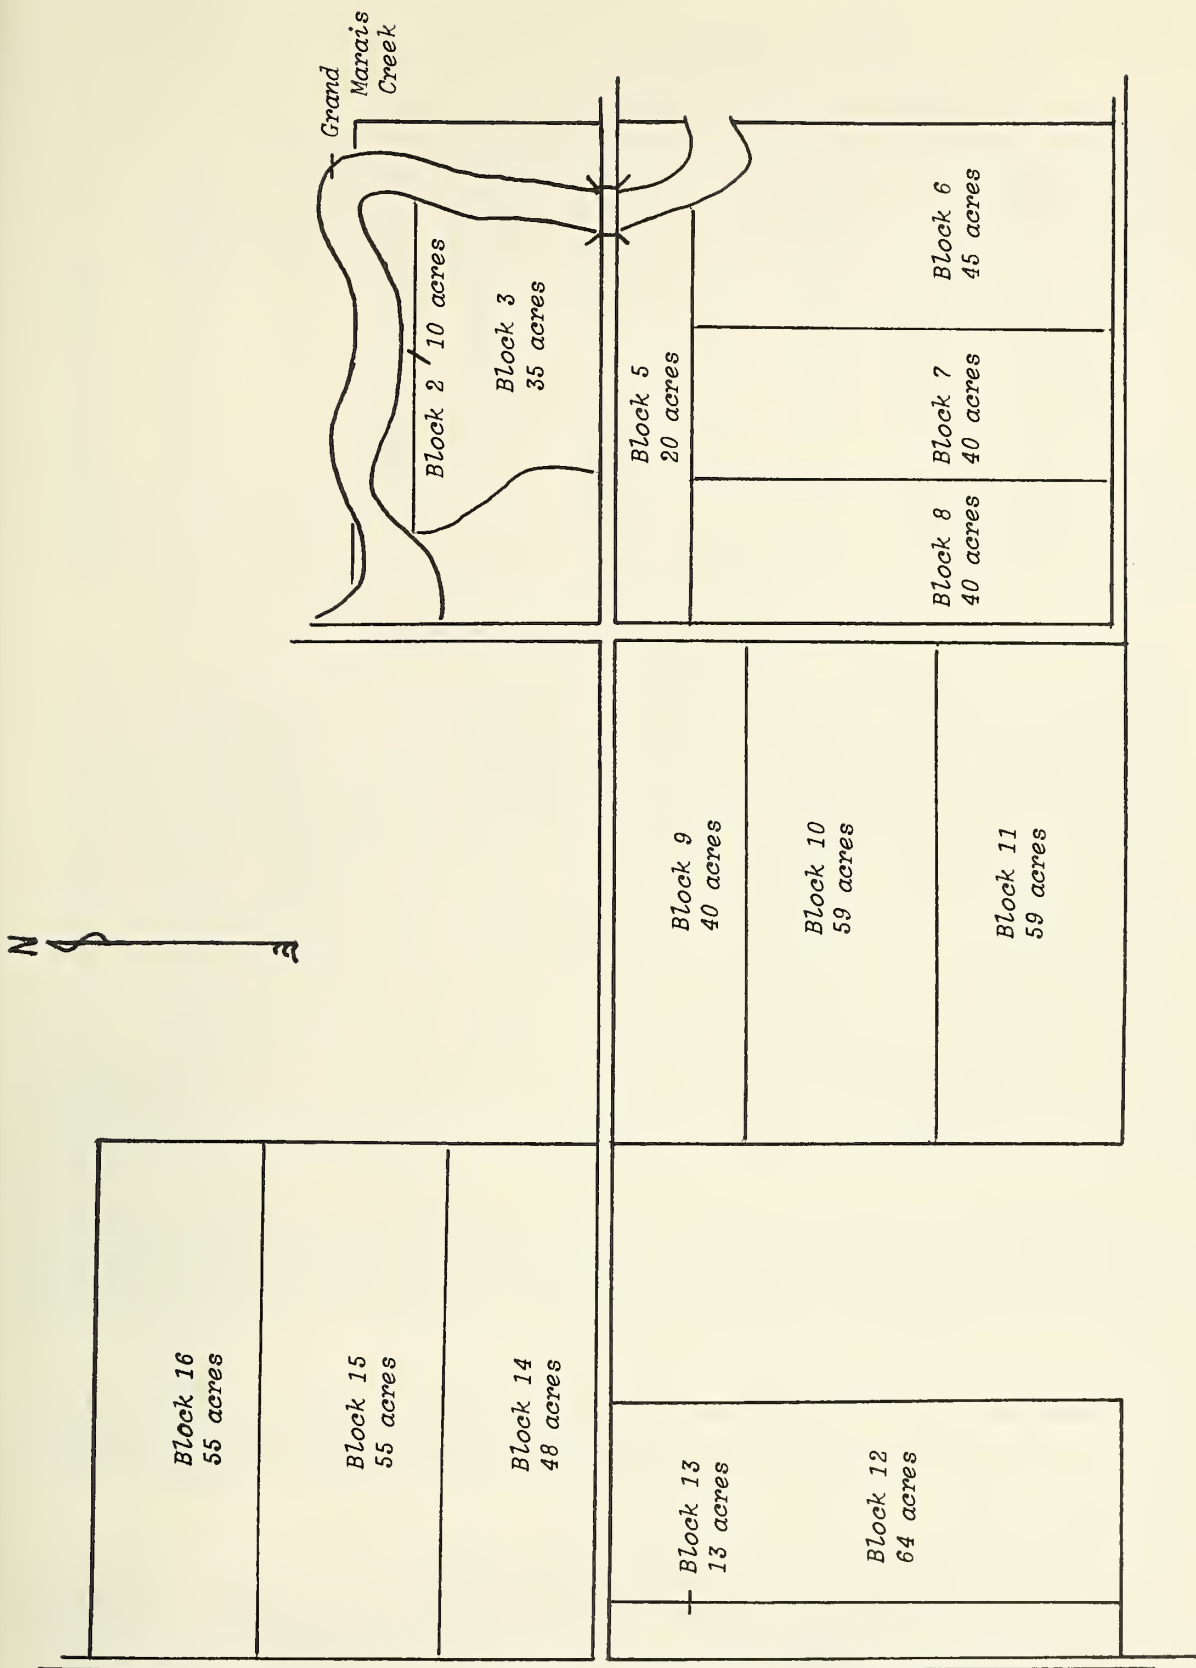 N
Grand
Marais
Creek
Block 2 10 acres
Block 3
35 acres
Block 5
20 acres
Block 6
45 acres
Block 7
40 acres
Block 8
40 acres
Block 9
40 acres
Block 10
59 acres
Block 11
59 acres
Block 16
55 acres
Block 15
55 acres
Block 14
48 acres
Block 13
13 acres
Block 12
64 acres